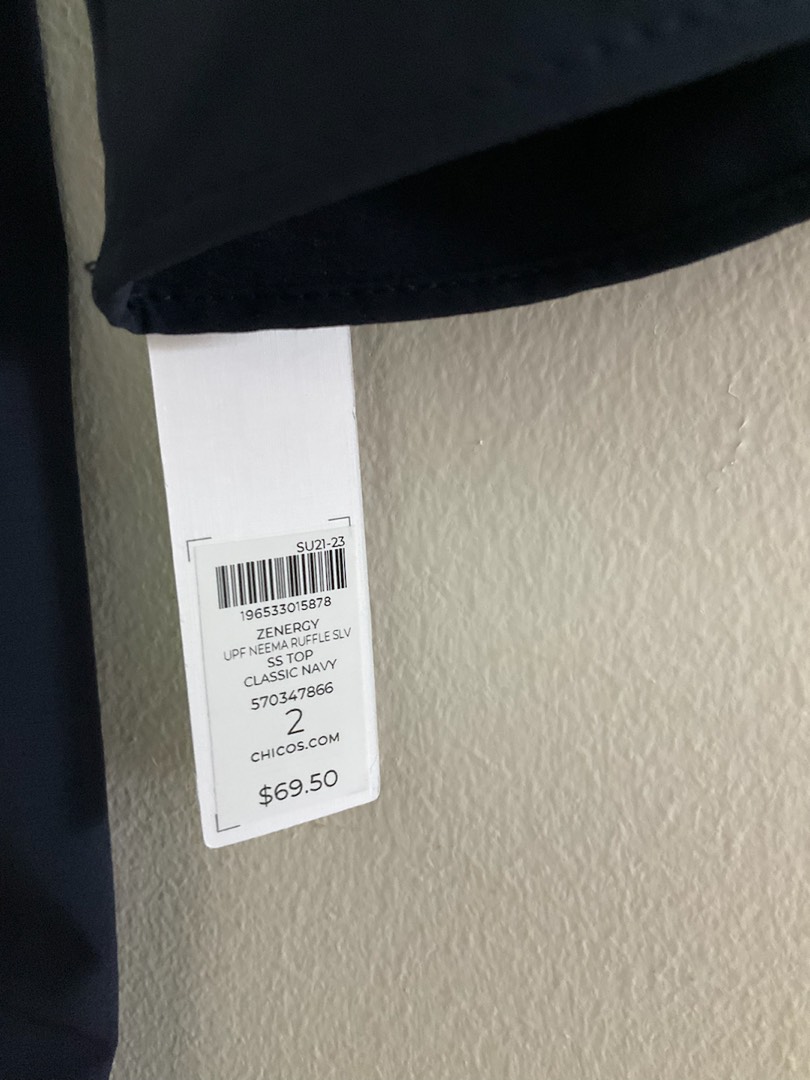 SU21-23
196533015878
ZENERGY
UPF NEEMA RUFFLE SLV
SS TOP
CLASSIC NAVY
570347866
2
CHICOS.COM
$69.50